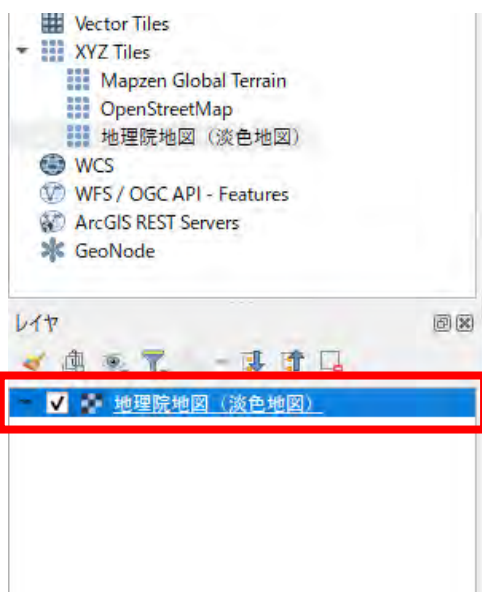 Vector Tiles
XYZ Tiles
Mapzen Global Terrain
OpenStreetMap
地理院地図（淡色地図）
WCS
WFS / OGC API - Features
ArcGIS REST Servers
GeoNode
レイヤ
地理院地図（淡色地図）